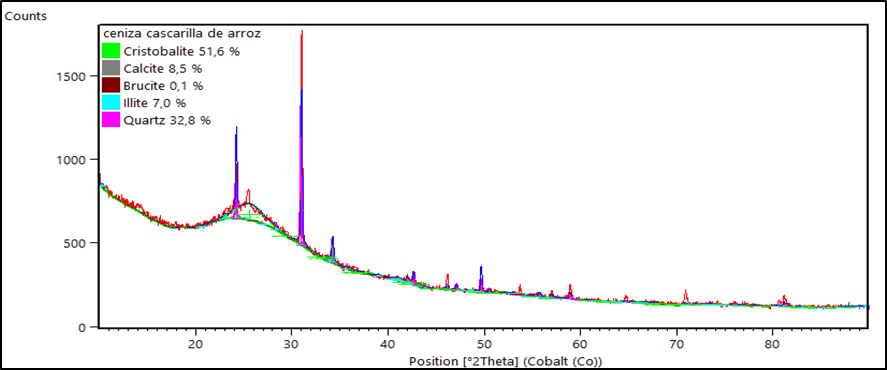 Counts
ceniza cascarilla de arroz
Cristobalite 51,6 %
Calcite 8,5 %
Brucite 0,1 %
Illite 7,0 %
Quartz 32,8 %
1500
1000
500
0
20 30 40 50 60 70 80
Position [°2Theta] (Cobalt (Co))